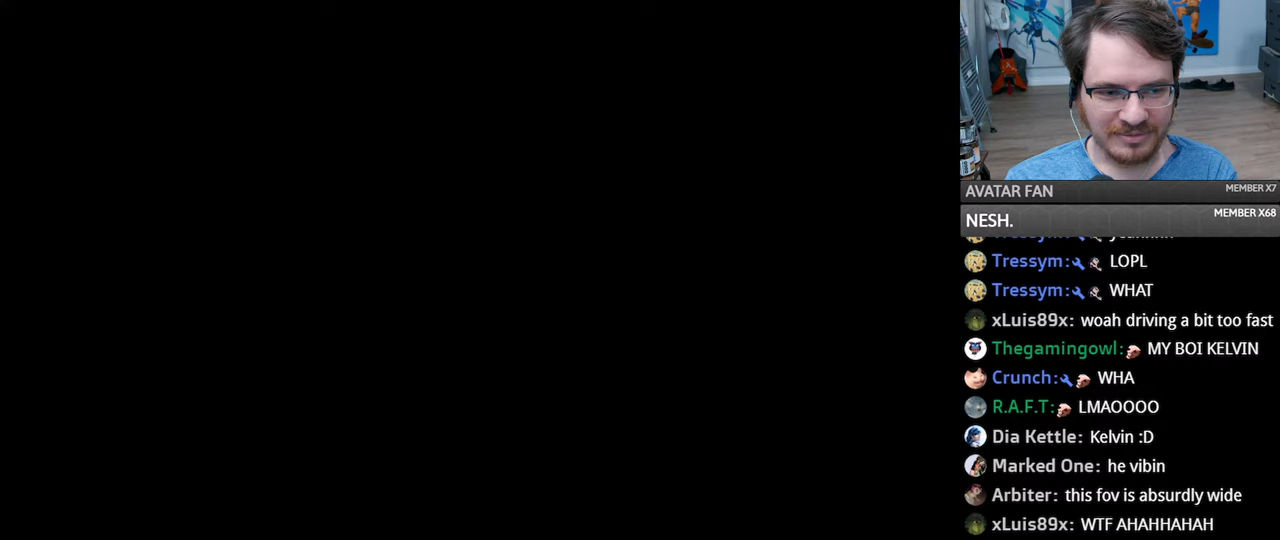 AVATAR FAN MEMBER X7
NESH. MEMBER X68
Tressym:
Tressym: LOPL
Tressym: WHAT
xLuis89x: woah driving a bit too fast
Thegamingowl: MY BOI KELVIN
Crunch: WHA
R.A.F.T: LMAOOOO
Dia Kettle: Kelvin :D
Marked One: he vibin
Arbiter: this fov is absurdly wide
xLuis89x: WTF AHAHHAHAH